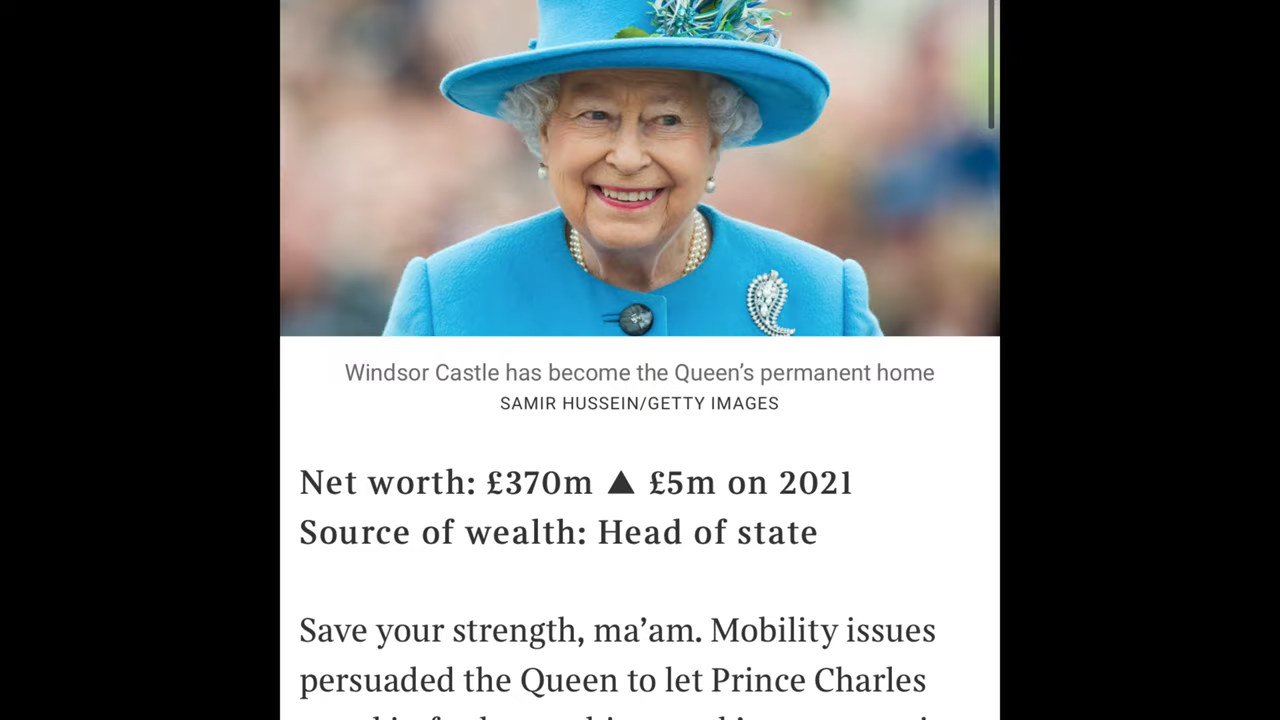 Windsor Castle has become the Queen’s permanent home
SAMIR HUSSEIN/GETTY IMAGES
Net worth: £370m ▲ £5m on 2021
Source of wealth: Head of state
Save your strength, ma’am. Mobility issues
persuaded the Queen to let Prince Charles